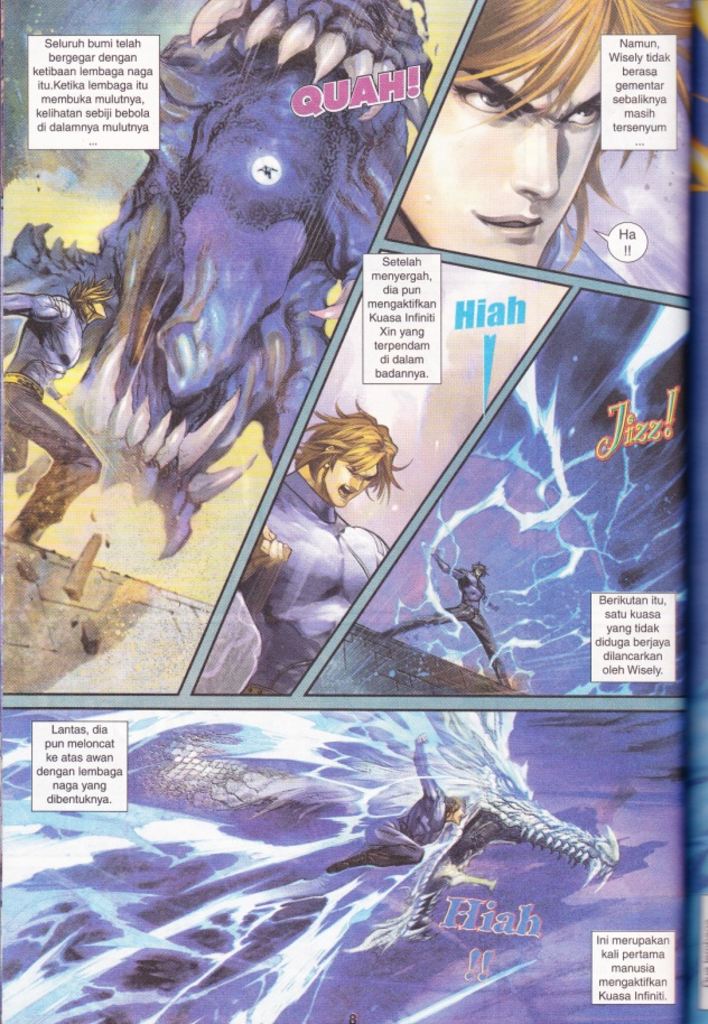 Seluruh bumi telah
bergegar dengan
ketibaan lembaga naga
itu.Ketika lembaga itu
membuka mulutnya,
kelihatan sebiji bebola
di dalamnya mulutnya
...
QUAH!
Namun,
Wisely tidak
berasa
gementar
sebaliknya
masih
tersenyum
...
Ha
!!
Setelah
menyergah,
dia pun
mengaktifkan
Kuasa Infiniti
Xin yang
terpendam
di dalam
badannya.
Hiah
!
Jizz!
Berikutan itu,
satu kuasa
yang tidak
diduga berjaya
dilancarkan
oleh Wisely.
Lantas, dia
pun meloncat
ke atas awan
dengan lembaga
naga yang
dibentuknya.
Hiah
!!
Ini merupakan
kali pertama
manusia
mengaktifkan
Kuasa Infiniti.
8